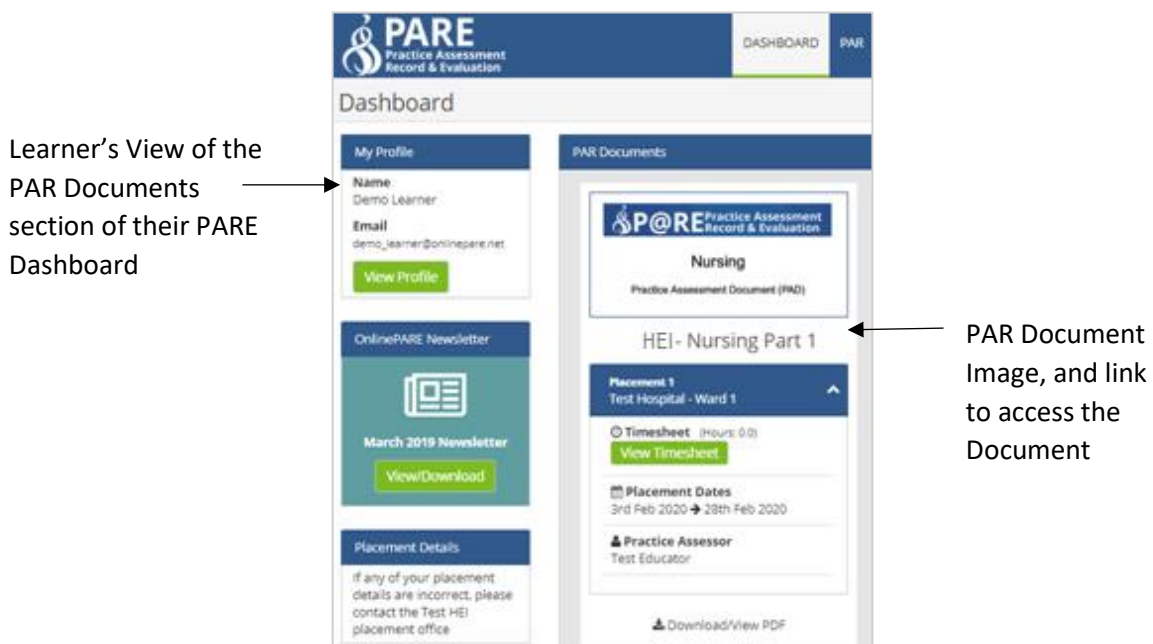 PARE
Practice Assessment
Record & Evaluation
DASHBOARD
PAR
Dashboard
Learner’s View of the
PAR Documents
section of their PARE
Dashboard
My Profile
Name
Demo Learner
Email
demo_learner@onlinepare.net
View Profile
OnlinePARE Newsletter
March 2019 Newsletter
View/Download
Placement Details
If any of your placement
details are incorrect, please
contact the Test HEI
placement office
PAR Documents
P@RE Practice Assessment
Record & Evaluation
Nursing
Practice Assessment Document (PAD)
HEI- Nursing Part 1
Placement 1
Test Hospital - Ward 1
Timesheet (Hours: 0.0)
View Timesheet
Placement Dates
3rd Feb 2020 → 28th Feb 2020
Practice Assessor
Test Educator
Download/View PDF
PAR Document
Image, and link
to access the
Document